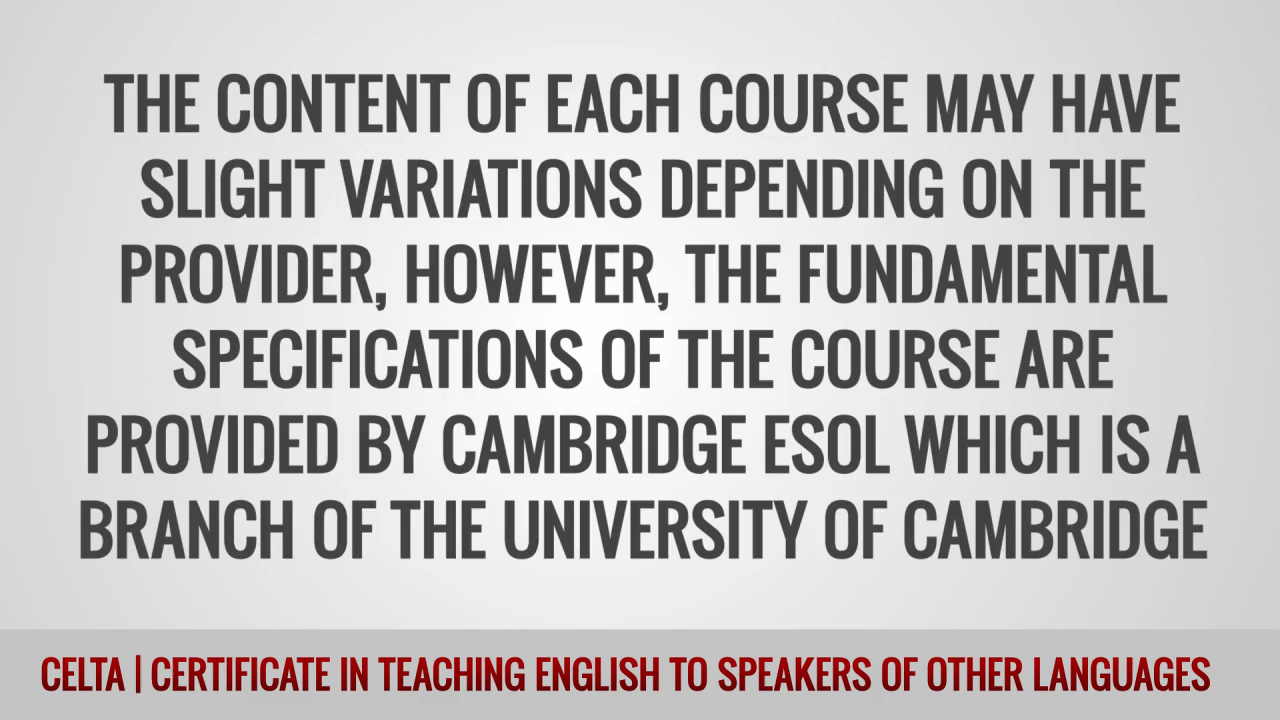 THE CONTENT OF EACH COURSE MAY HAVE
SLIGHT VARIATIONS DEPENDING ON THE
PROVIDER, HOWEVER, THE FUNDAMENTAL
SPECIFICATIONS OF THE COURSE ARE
PROVIDED BY CAMBRIDGE ESOL WHICH IS A
BRANCH OF THE UNIVERSITY OF CAMBRIDGE
CELTA | CERTIFICATE IN TEACHING ENGLISH TO SPEAKERS OF OTHER LANGUAGES